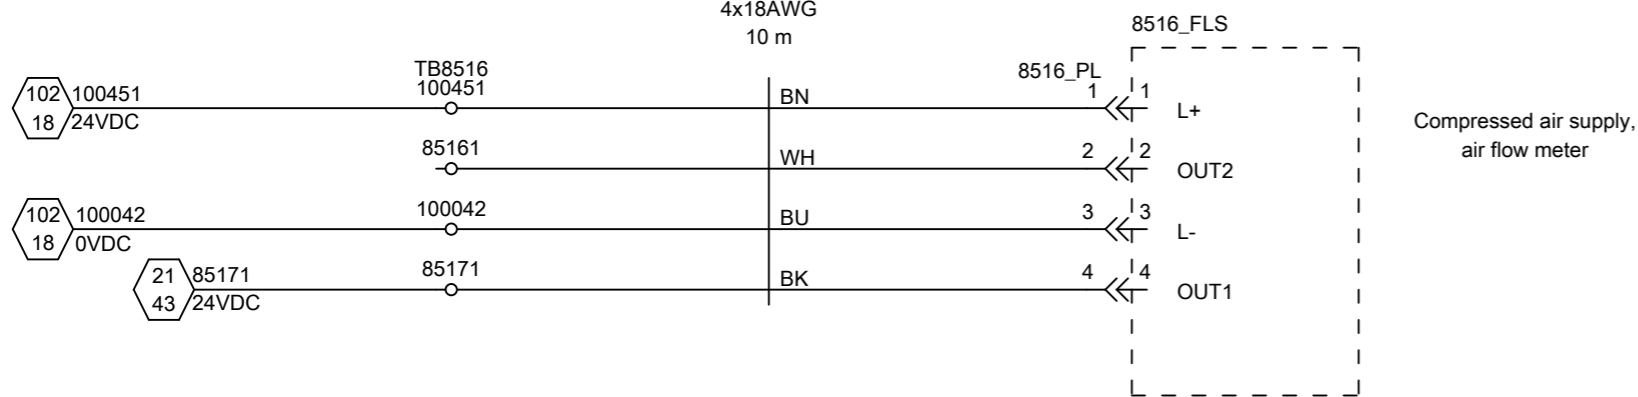 4x18AWG
10 m
8516_FLS
TB8516
8516_PL
102 100451 100451 BN 1 1
18 24VDC L+
Compressed air supply,
air flow meter
85161 WH 2 2
OUT2
102 100042 100042 BU 3 3
18 0VDC L-
21 85171 85171 BK 4 4
43 24VDC OUT1